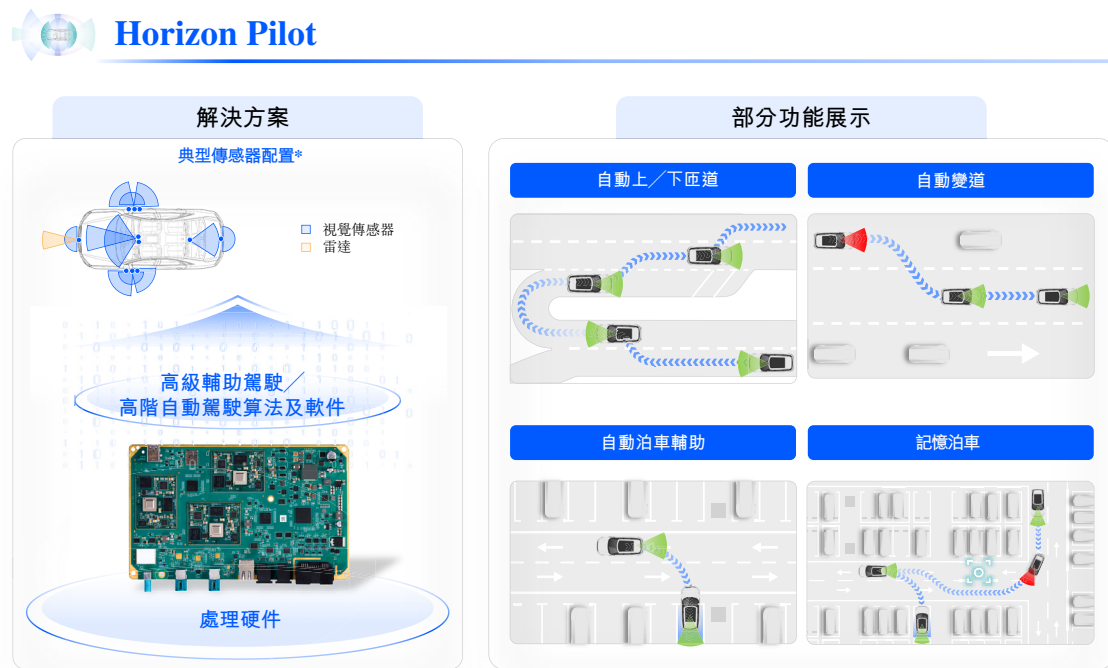 Horizon Pilot
解決方案
典型傳感器配置*
視覺傳感器
雷達
高級輔助駕駛╱
高階自動駕駛算法及軟件
處理硬件
部分功能展示
自動上╱下匝道
自動變道
自動泊車輔助
記憶泊車